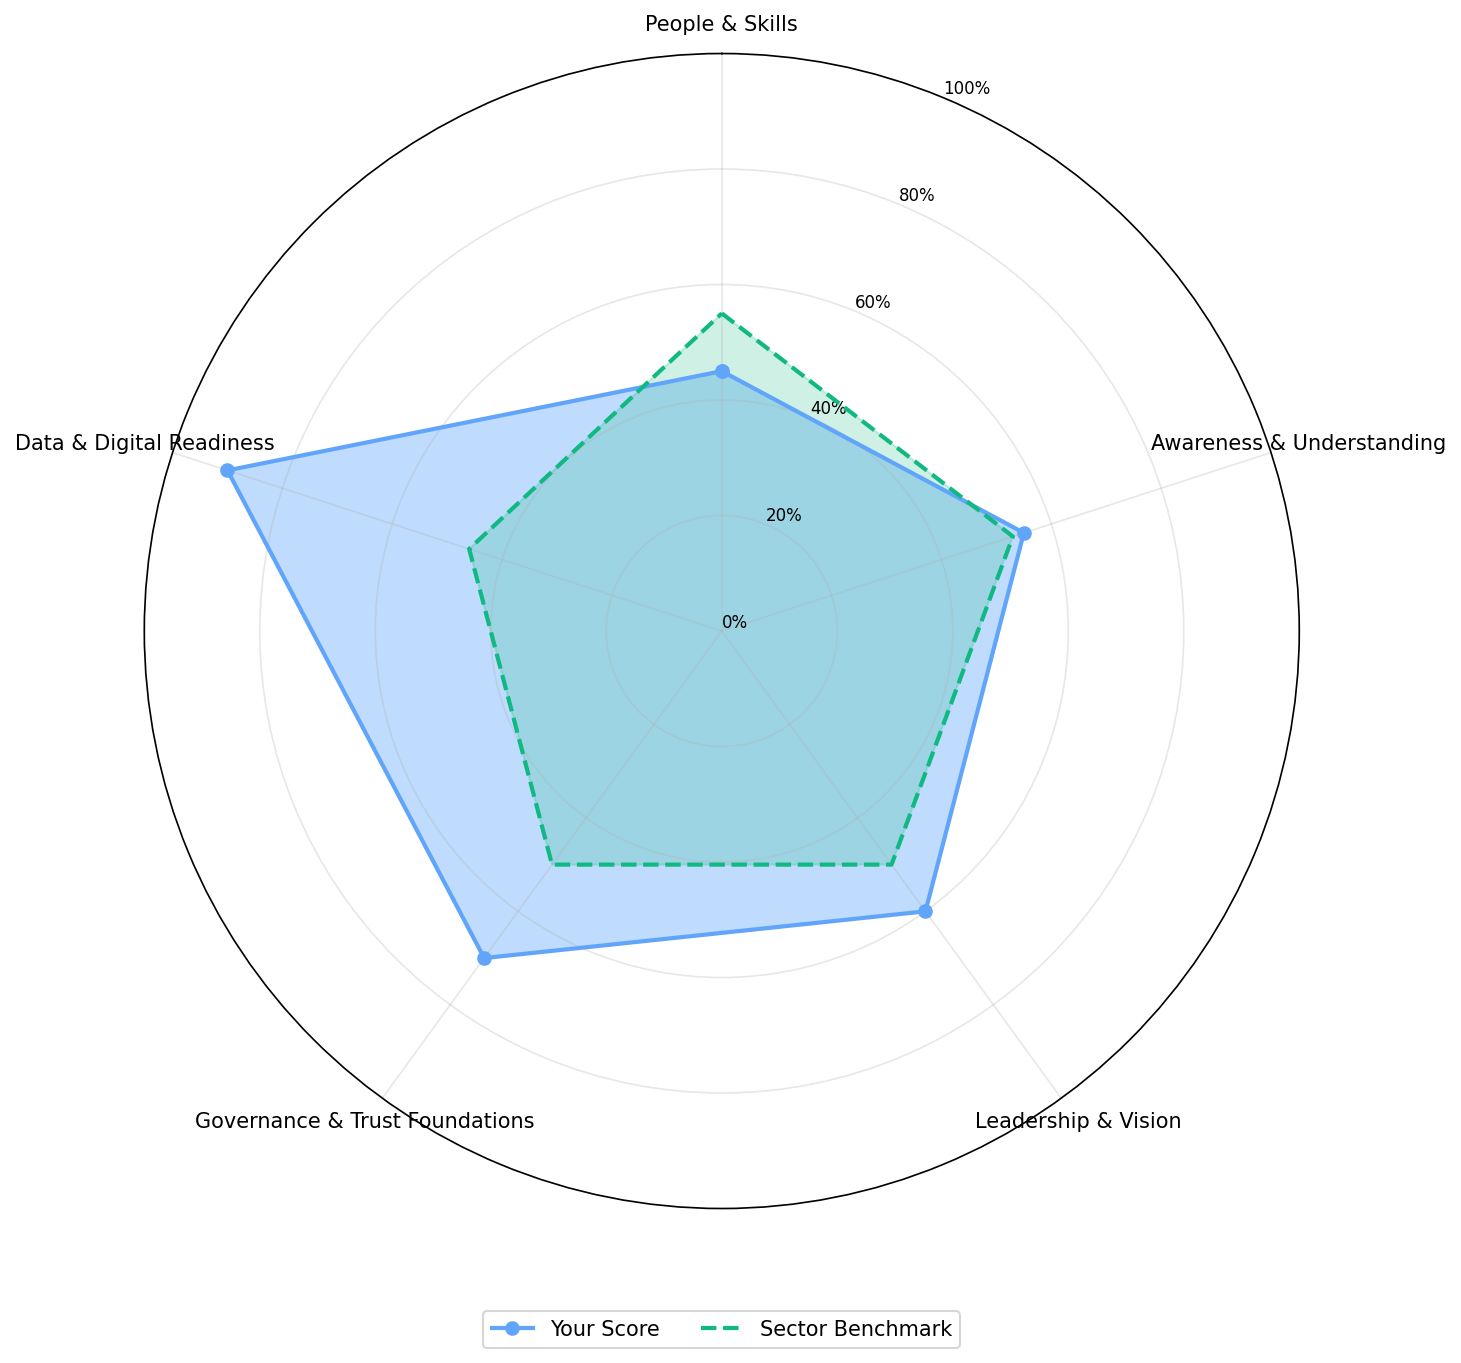 People & Skills
100%
80%
60%
40%
20%
0%
Data & Digital Readiness
Awareness & Understanding
Governance & Trust Foundations
Leadership & Vision
Your Score
Sector Benchmark